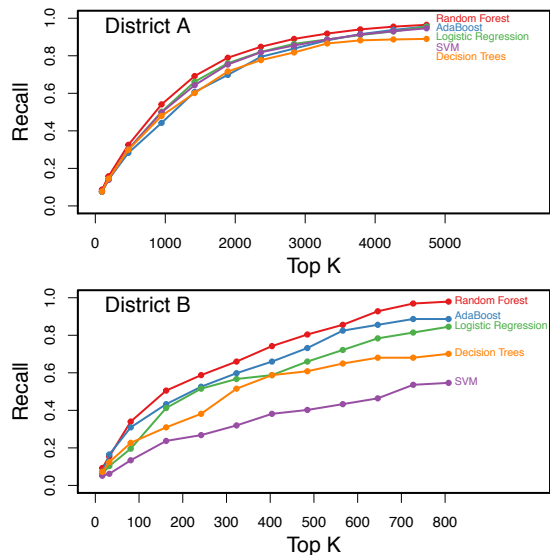 District A
Random Forest
AdaBoost
Logistic Regression
SVM
Decision Trees
Recall
1.0
0.8
0.6
0.4
0.2
0.0
0 1000 2000 3000 4000 5000
Top K
District B
Random Forest
AdaBoost
Logistic Regression
Decision Trees
SVM
Recall
1.0
0.8
0.6
0.4
0.2
0.0
0 100 200 300 400 500 600 700 800
Top K